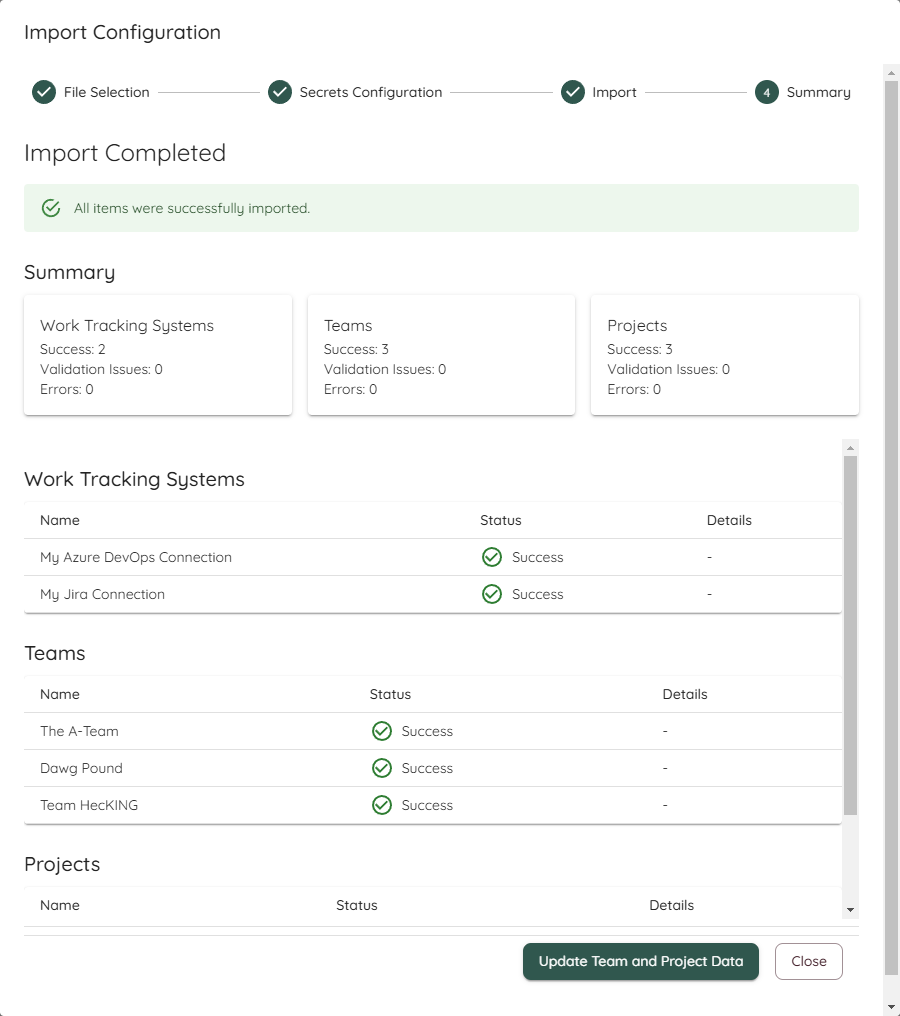 Import Configuration
File Selection
Secrets Configuration
Import
4 Summary
Import Completed
All items were successfully imported.
Summary
Work Tracking Systems
Success: 2
Validation Issues: 0
Errors: 0
Teams
Success: 3
Validation Issues: 0
Errors: 0
Projects
Success: 3
Validation Issues: 0
Errors: 0
Work Tracking Systems
Name Status Details
My Azure DevOps Connection Success -
My Jira Connection Success -
Teams
Name Status Details
The A-Team Success -
Dawg Pound Success -
Team HecKING Success -
Projects
Name Status Details
Update Team and Project Data Close